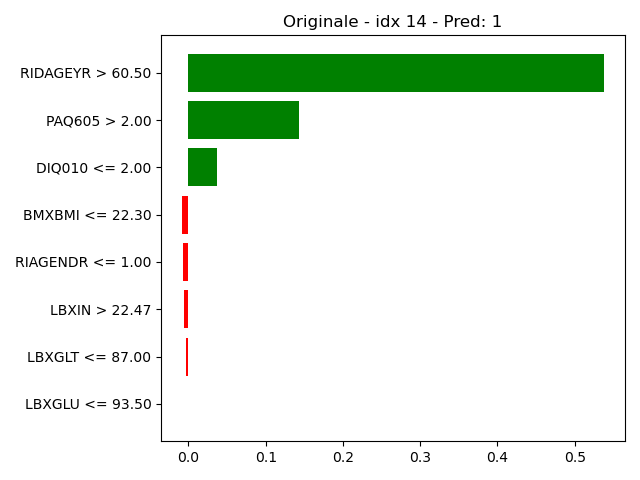 Originale - idx 14 - Pred: 1
RIDAGEYR > 60.50
PAQ605 > 2.00
DIQ010 <= 2.00
BMXBMI <= 22.30
RIAGENDR <= 1.00
LBXIN > 22.47
LBXGLT <= 87.00
LBXGLU <= 93.50
0.0 0.1 0.2 0.3 0.4 0.5